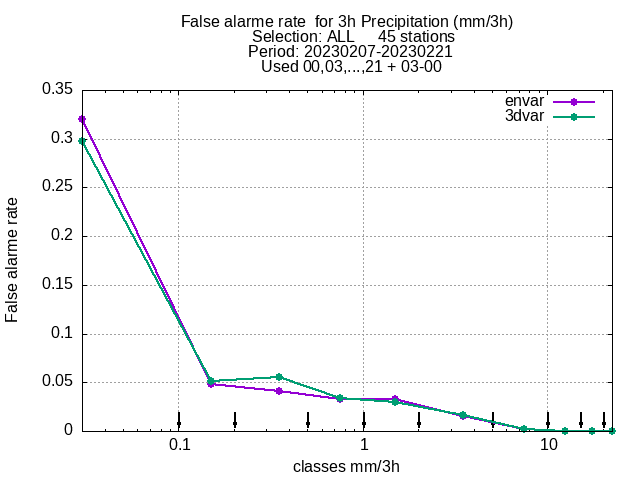 False alarme rate  for 3h Precipitation (mm/3h)
Selection: ALL     45 stations
Period: 20230207-20230221
Used 00,03,...,21 + 03-00
envar
3dvar
0.35
0.3
0.25
0.2
0.15
0.1
0.05
0
False alarme rate
0.1
1
10
classes mm/3h